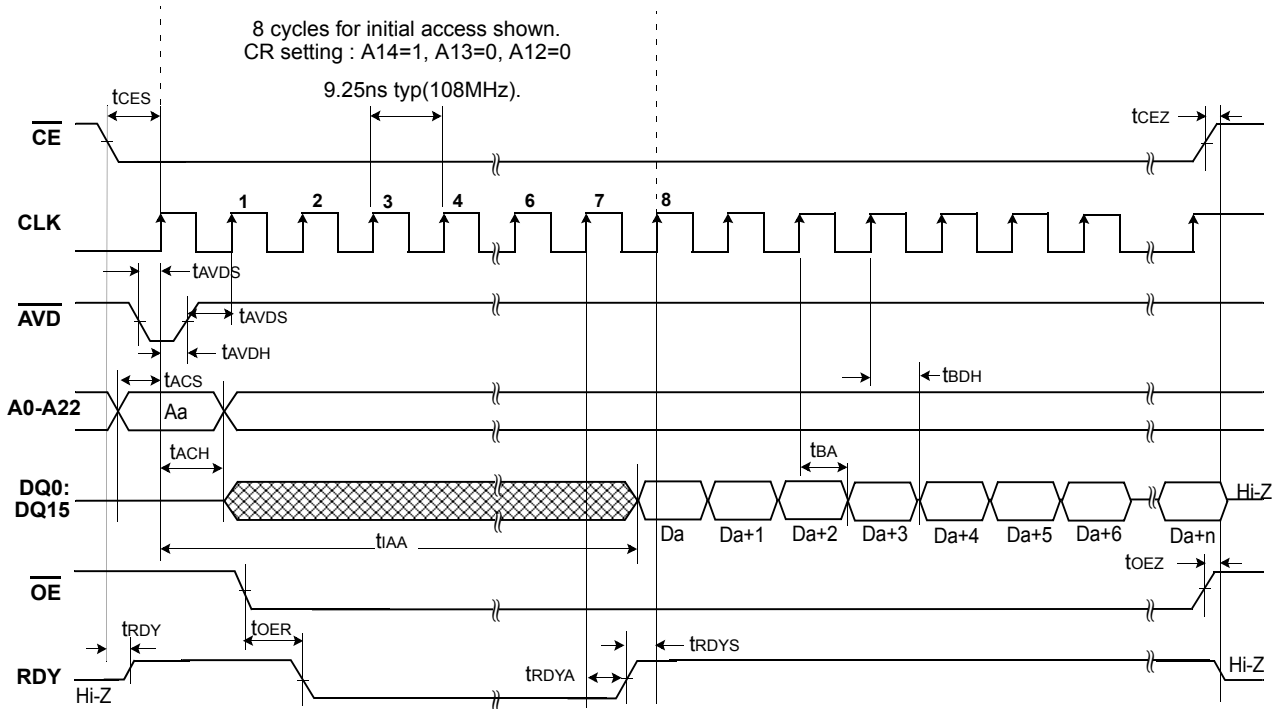 8 cycles for initial access shown.
CR setting : A14=1, A13=0, A12=0
9.25ns typ(108MHz).
tCES
tCEZ
CE
1 2 3 4 6 7 8
CLK
tAVDS
AVD
tAVDS
tAVDH
tACS
tBDH
A0-A22
Aa
tACH
tBA
DQ0:
DQ15
Hi-Z
Da Da+1 Da+2 Da+3 Da+4 Da+5 Da+6 Da+n
tIAA
tOEZ
OE
tRDY
tOER
tRDYS
RDY
tRDYA
Hi-Z
Hi-Z